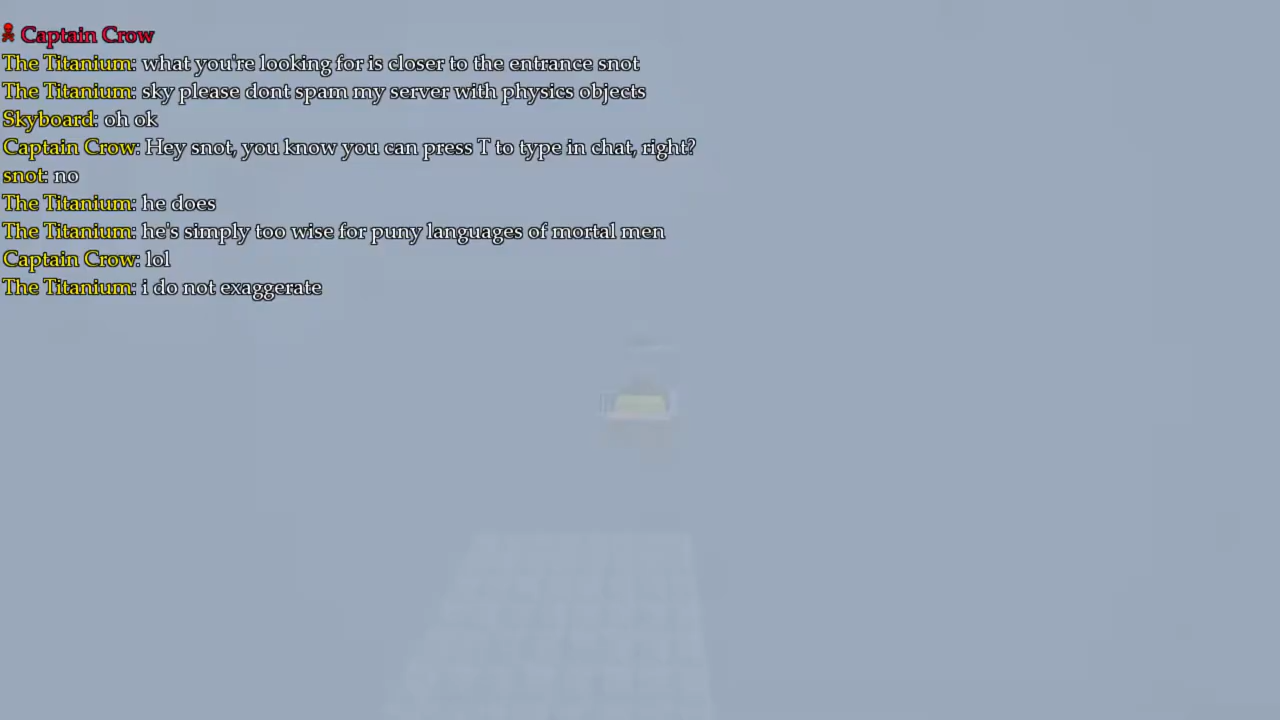 Captain Crow
The Titanium: what you're looking for is closer to the entrance snot
The Titanium: sky please dont spam my server with physics objects
Skyboard: oh ok
Captain Crow: Hey snot, you know you can press T to type in chat, right?
snot: no
The Titanium: he does
The Titanium: he's simply too wise for puny languages of mortal men
Captain Crow: lol
The Titanium: i do not exaggerate